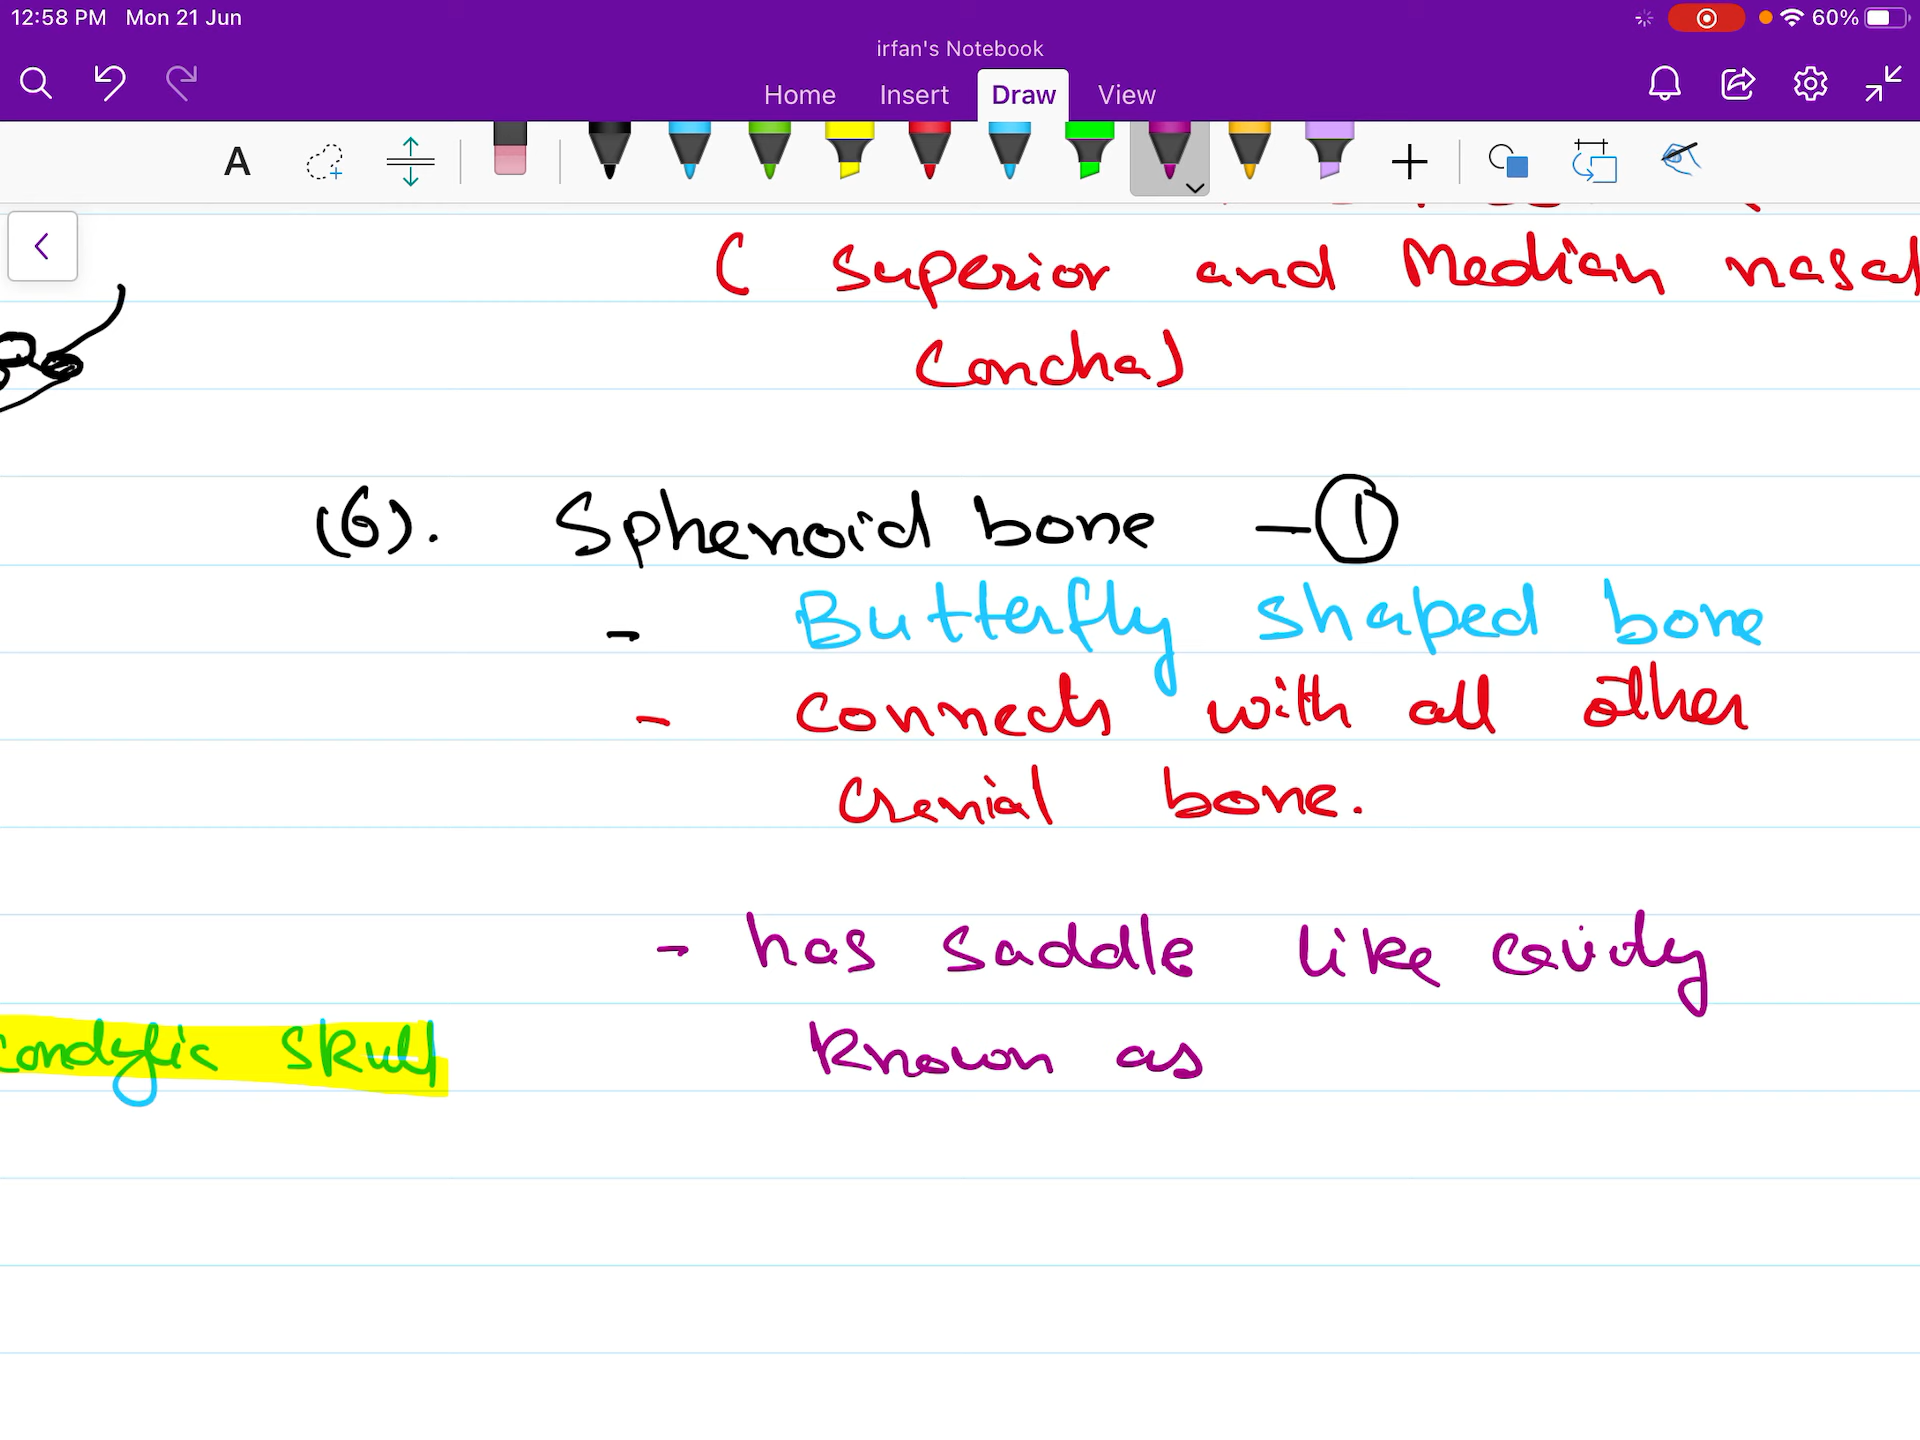 12:58 PM Mon 21 Jun
60%
irfan's Notebook
Home Insert Draw View
A
( Superior and Median nasal
Concha)
(6). Sphenoid bone - 1
- Butterfly shaped bone
- connects with all other
Cranial bone.
- has saddle like cavity
condylic skull
Known as